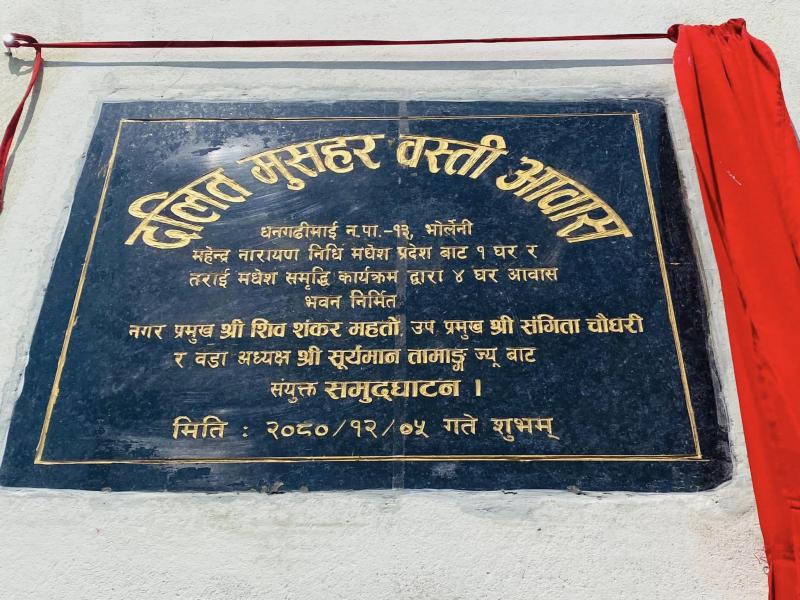 दलित मुसहर वस्ती आवास
धनगढीमाई न.पा.-१३, भोर्लेनी
महेन्द्र नारायण निधि मधेश प्रदेश बाट १ घर र
तराई मधेश समृद्धि कार्यक्रम द्वारा ४ घर आवास
भवन निर्मित
नगर प्रमुख श्री शिव शंकर महतो, उप प्रमुख श्री संगिता चौधरी
र वडा अध्यक्ष श्री सूर्यमान तामाङ्ग ज्यू बाट
संयुक्त समुद्घाटन ।
मिति : २०८०/१२/०५ गते शुभम्